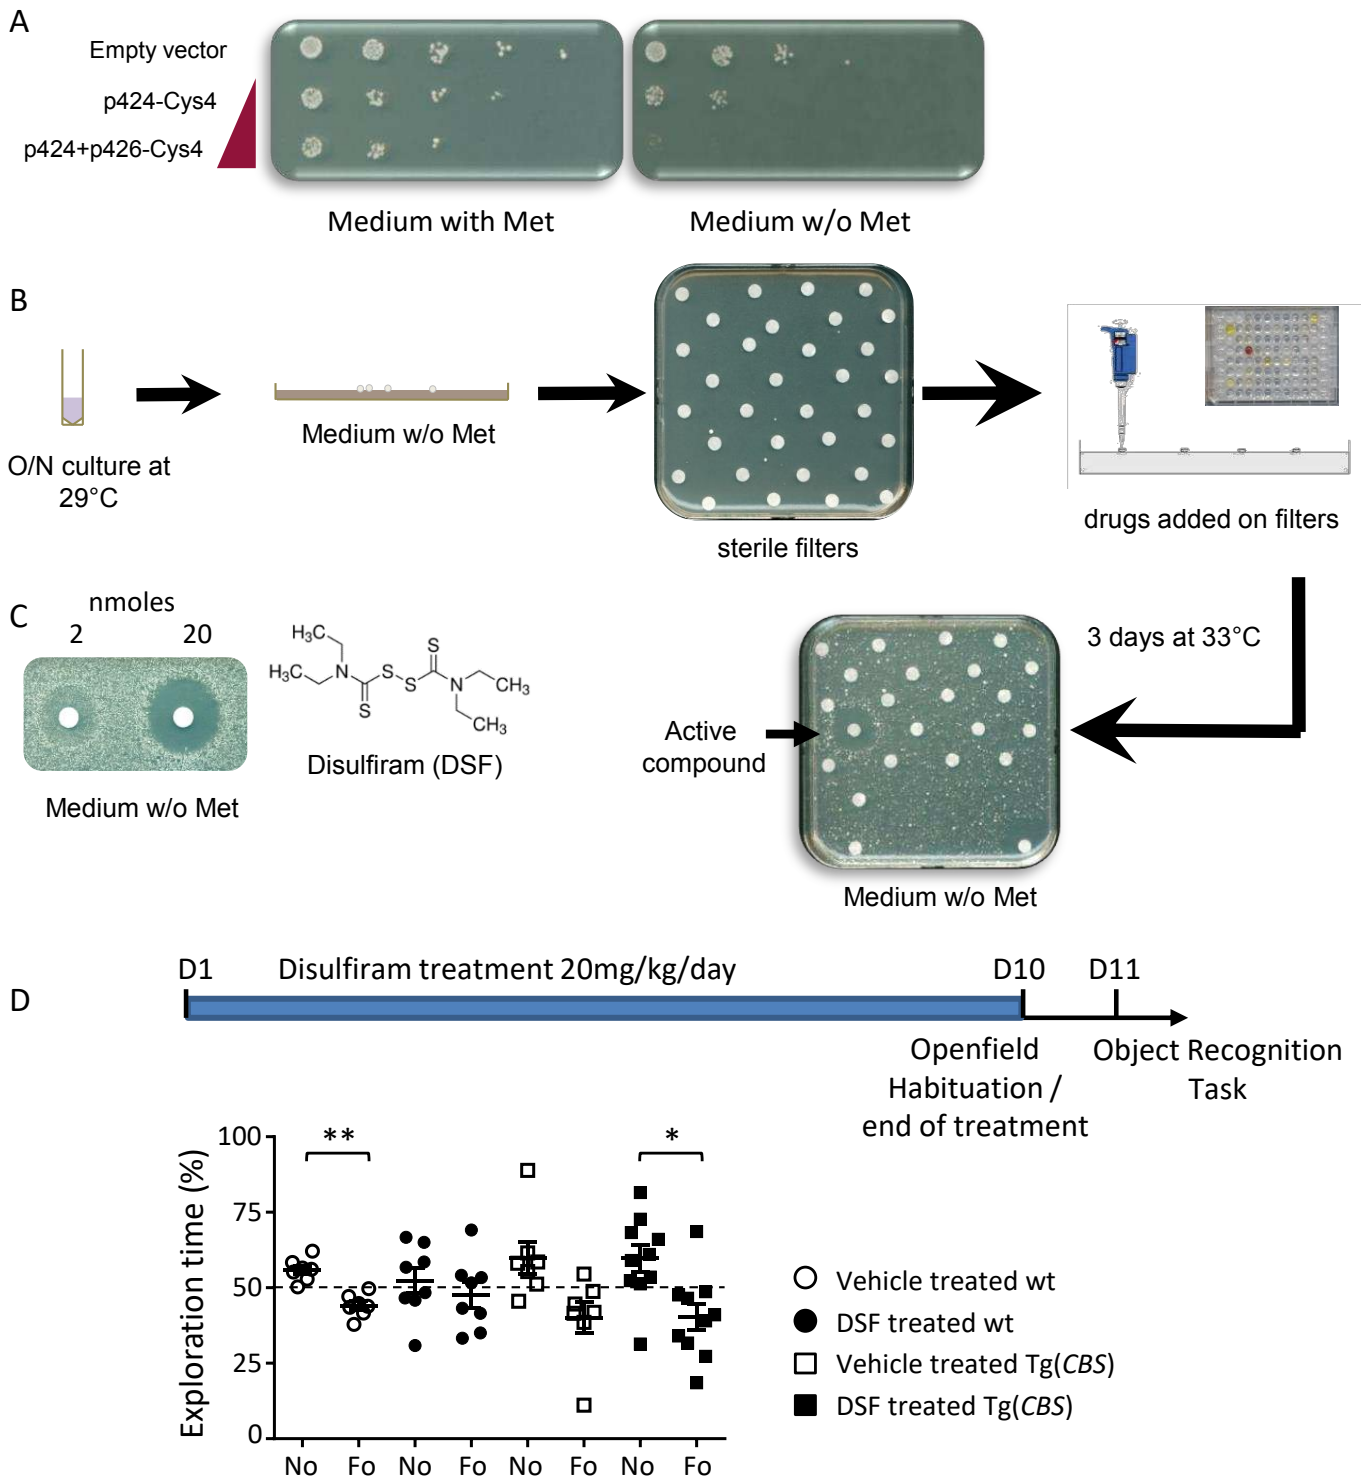 A
Empty vector
p424-Cys4
p424+p426-Cys4
Medium with Met
Medium w/o Met
B
O/N culture at
29°C
Medium w/o Met
sterile filters
drugs added on filters
3 days at 33°C
C
nmoles
2 20
Medium w/o Met
H₃C
H₃C
N
S
S
S
S
N
CH₃
CH₃
Disulfiram (DSF)
Active
compound
Medium w/o Met
D
D1 Disulfiram treatment 20mg/kg/day D10 D11
Openfield
Habituation /
end of treatment
Object Recognition
Task
Exploration time (%)
100
75
50
25
0
** *
No Fo No Fo No Fo No Fo
Vehicle treated wt
DSF treated wt
Vehicle treated Tg(CBS)
DSF treated Tg(CBS)